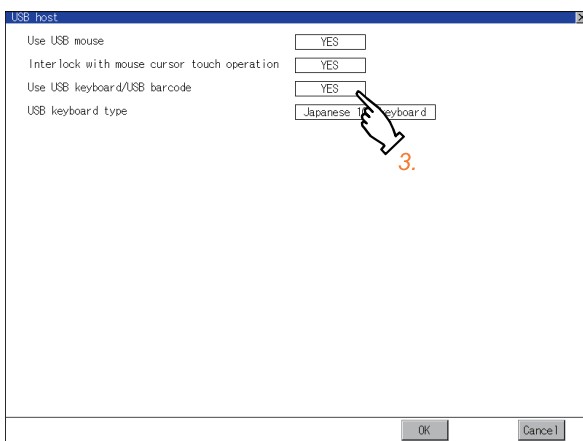 USB host
Use USB mouse YES
Interlock with mouse cursor touch operation YES
Use USB keyboard/USB barcode YES
USB keyboard type Japanese keyboard
3.
OK Cancel